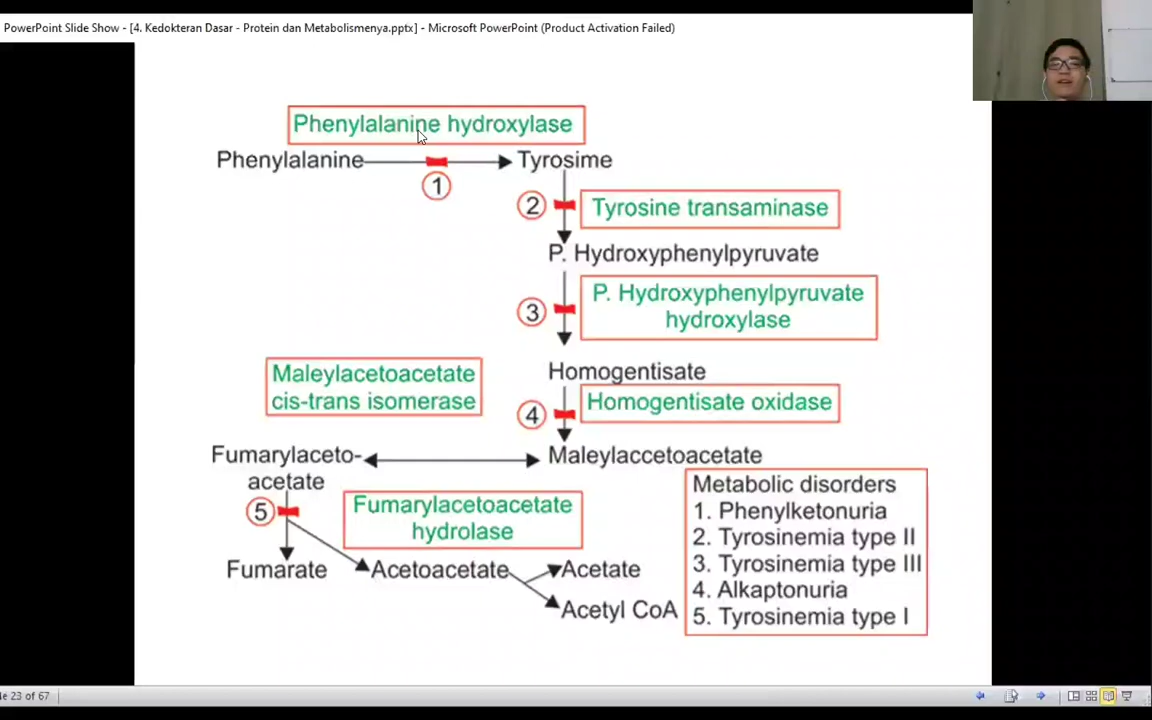 PowerPoint Slide Show - [4. Kedokteran Dasar - Protein dan Metabolismenya.pptx] - Microsoft PowerPoint (Product Activation Failed)
Phenylalanine hydroxylase
Phenylalanine
Tyrosime
1
2
Tyrosine transaminase
P. Hydroxyphenylpyruvate
3
P. Hydroxyphenylpyruvate
hydroxylase
Homogentisate
Maleylacetoacetate
cis-trans isomerase
4
Homogentisate oxidase
Fumarylaceto-
acetate
Maleylaccetoacetate
5
Fumarylacetoacetate
hydrolase
Fumarate
Acetoacetate
Acetate
Acetyl CoA
Metabolic disorders
1. Phenylketonuria
2. Tyrosinemia type II
3. Tyrosinemia type III
4. Alkaptonuria
5. Tyrosinemia type I
le 23 of 67